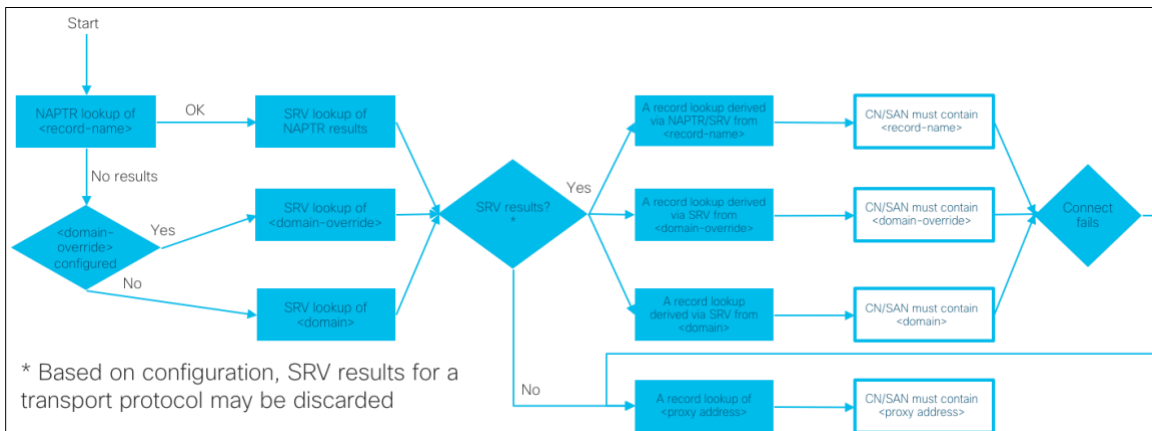 Start
NAPTR lookup of
<record-name>
OK
SRV lookup of
NAPTR results
A record lookup derived
via NAPTR/SRV from
<record-name>
CN/SAN must contain
<record-name>
No results
<domain-
override>
configured
Yes
SRV lookup of
<domain-override>
SRV results?
*
Yes
A record lookup derived
via SRV from
<domain-override>
CN/SAN must contain
<domain-override>
Connect
fails
No
SRV lookup of
<domain>
A record lookup
derived via SRV from
<domain>
CN/SAN must contain
<domain>
* Based on configuration, SRV results for a
transport protocol may be discarded
No
A record lookup of
<proxy address>
CN/SAN must contain
<proxy address>